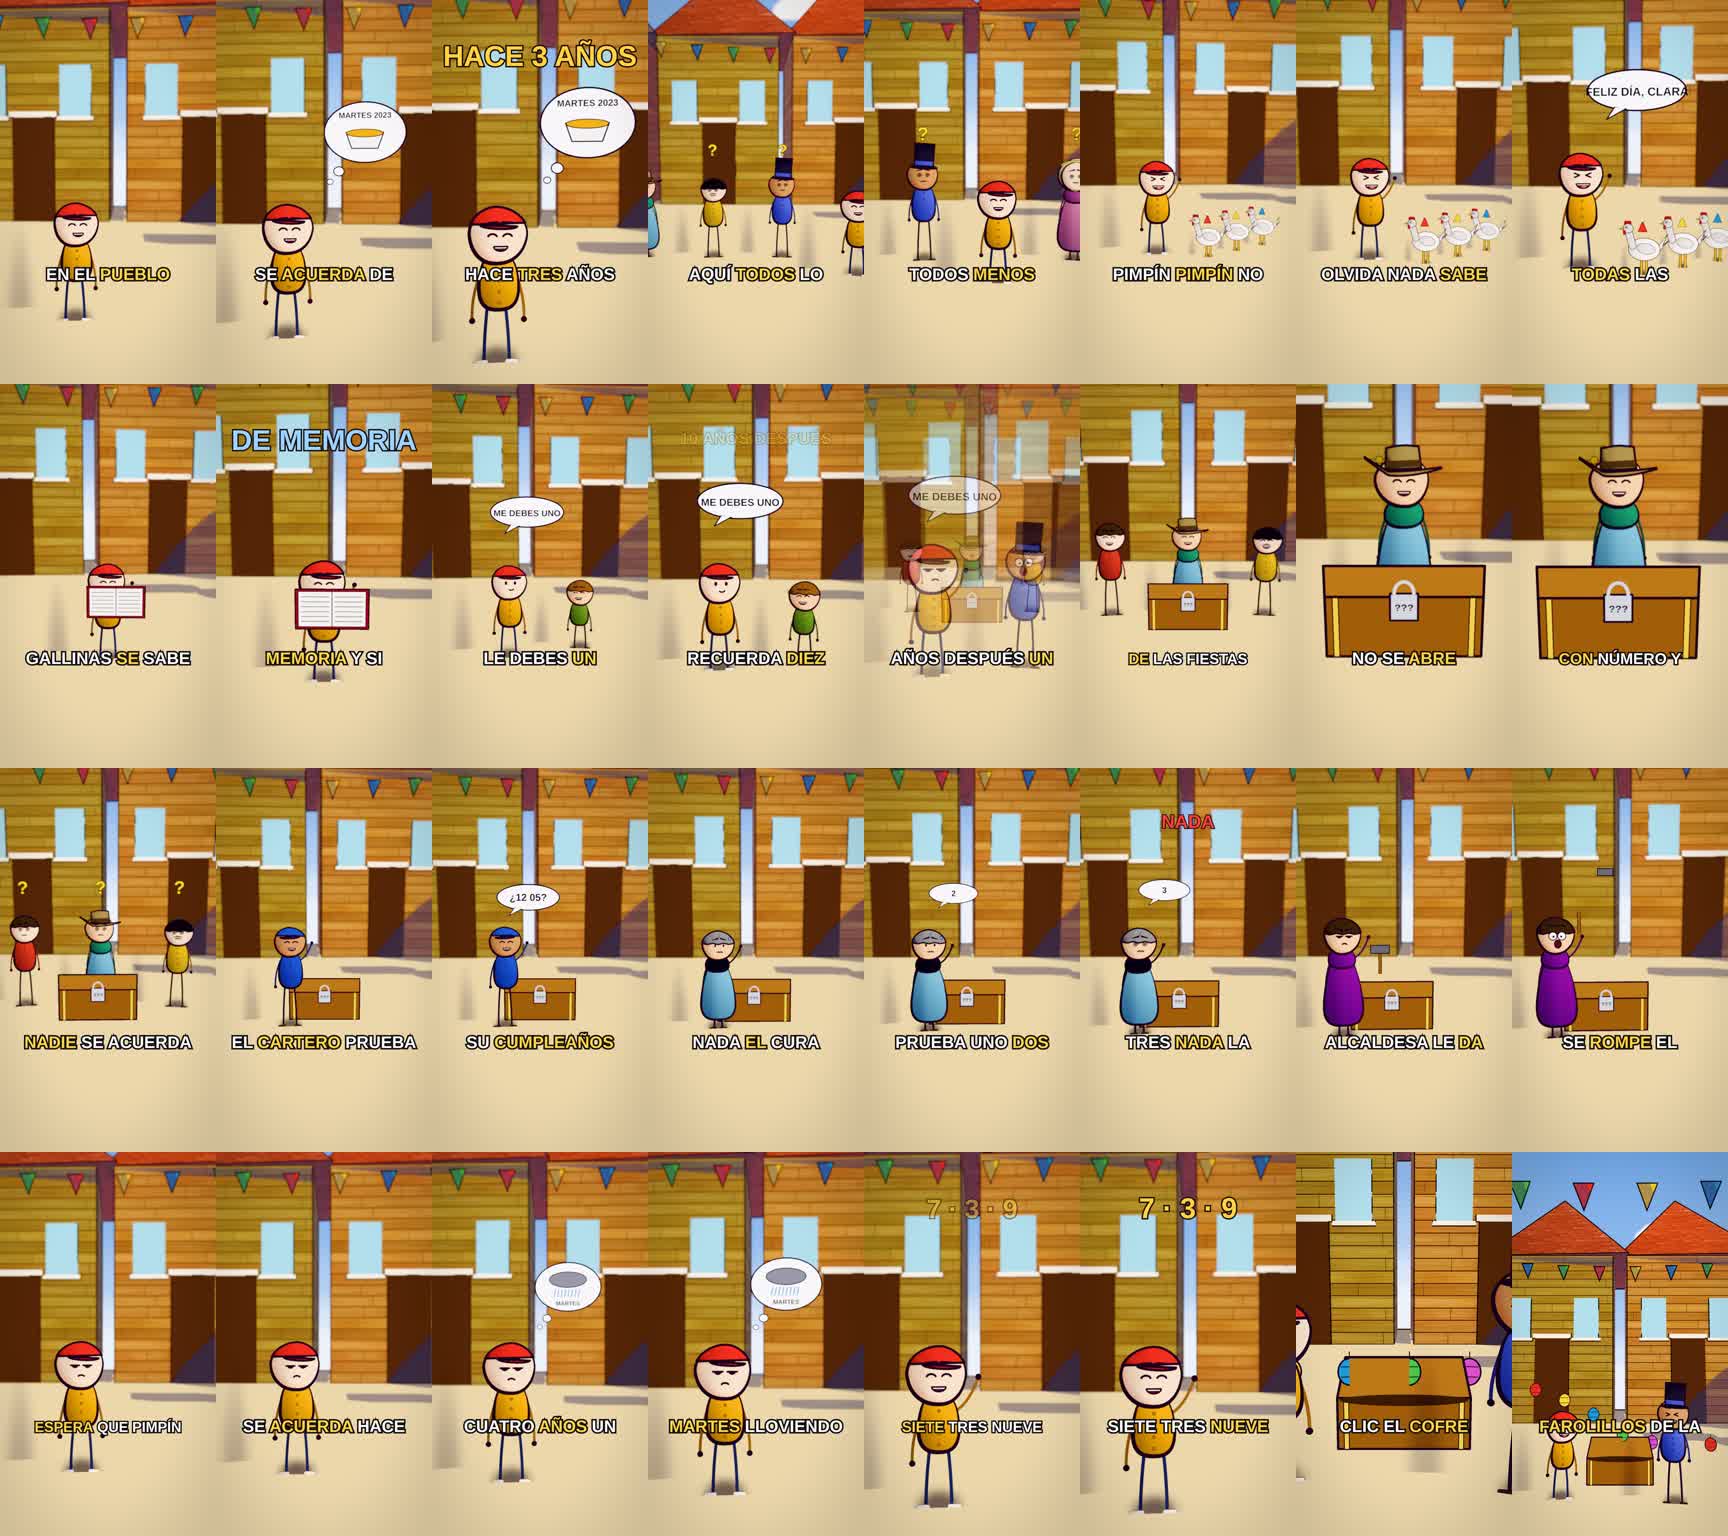 EN EL PUEBLO
MARTES 2023
SE ACUERDA DE
HACE 3 AÑOS
MARTES 2023
HACE TRES AÑOS
?
?
AQUÍ TODOS LO
?
?
TODOS MENOS
PIMPÍN PIMPÍN NO
OLVIDA NADA SABE
FELIZ DÍA, CLARA
TODAS LAS
GALLINAS SE SABE
DE MEMORIA
MEMORIA Y SI
ME DEBES UNO
LE DEBES UN
10 AÑOS DESPUÉS
ME DEBES UNO
RECUERDA DIEZ
ME DEBES UNO
AÑOS DESPUÉS UN
???
DE LAS FIESTAS
???
NO SE ABRE
???
CON NÚMERO Y
?
?
?
???
NADIE SE ACUERDA
???
EL CARTERO PRUEBA
¿12 05?
???
SU CUMPLEAÑOS
???
NADA EL CURA
2
???
PRUEBA UNO DOS
NADA
3
???
TRES NADA LA
???
ALCALDESA LE DA
???
SE ROMPE EL
ESPERA QUE PIMPÍN
SE ACUERDA HACE
MARTES
CUATRO AÑOS UN
MARTES
MARTES LLOVIENDO
7 · 3 · 9
SIETE TRES NUEVE
7 · 3 · 9
SIETE TRES NUEVE
CLIC EL COFRE
FAROLILLOS DE LA